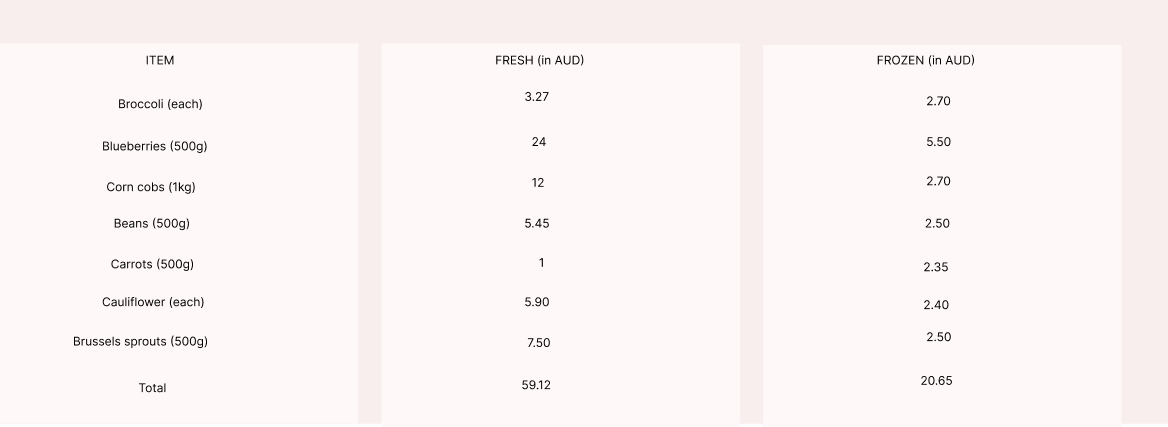 ITEM FRESH (in AUD) FROZEN (in AUD)
Broccoli (each) 3.27 2.70
Blueberries (500g) 24 5.50
Corn cobs (1kg) 12 2.70
Beans (500g) 5.45 2.50
Carrots (500g) 1 2.35
Cauliflower (each) 5.90 2.40
Brussels sprouts (500g) 7.50 2.50
Total 59.12 20.65